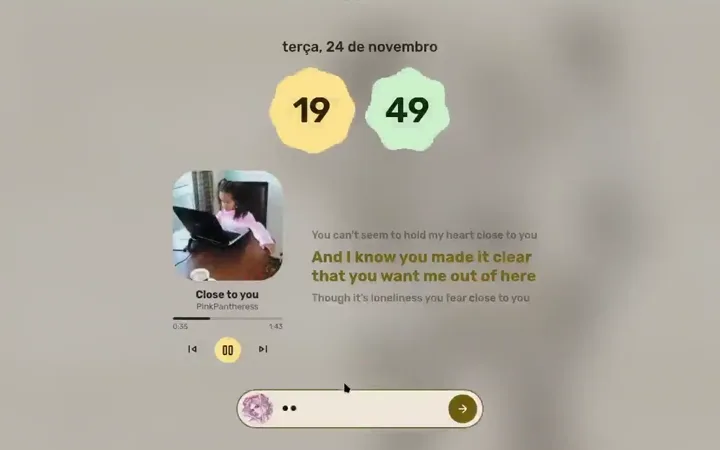 terça, 24 de novembro
19 49
You can't seem to hold my heart close to you
And I know you made it clear
that you want me out of here
Though it's loneliness you fear close to you
Close to you
PinkPantheress
0:35 1:43